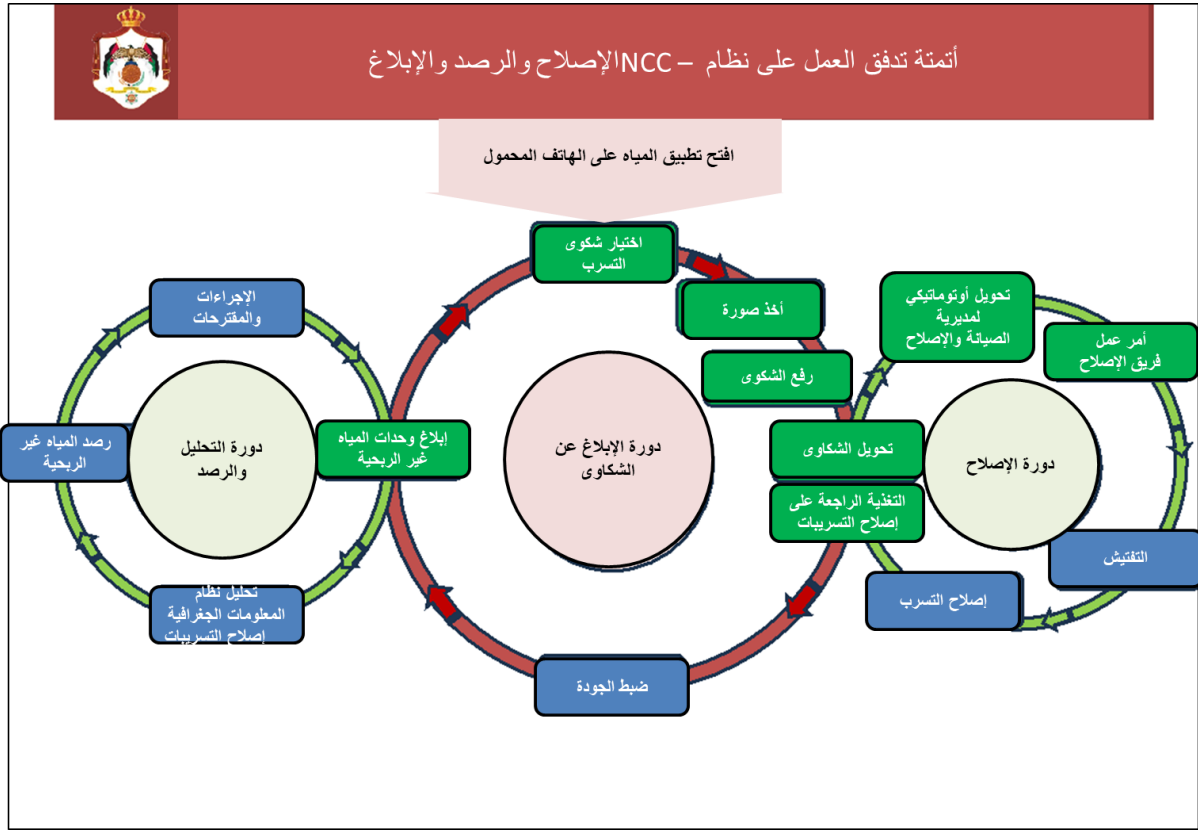 أتمتة تدفق العمل على نظام – NCCالإصلاح والرصد والإبلاغ
افتح تطبيق المياه على الهاتف المحمول
اختيار شكوى
التسرب
أخذ صورة
رفع الشكوى
تحويل الشكاوى
التغذية الراجعة على
إصلاح التسريبات
تحويل أوتوماتيكي
لمديرية
الصيانة والإصلاح
أمر عمل
فريق الإصلاح
دورة الإصلاح
التفتيش
إصلاح التسرب
دورة الإبلاغ عن
الشكاوى
ضبط الجودة
إبلاغ وحدات المياه
غير الربحية
الإجراءات
والمقترحات
دورة التحليل
والرصد
رصد المياه غير
الربحية
تحليل نظام
المعلومات الجغرافية
إصلاح التسريبات